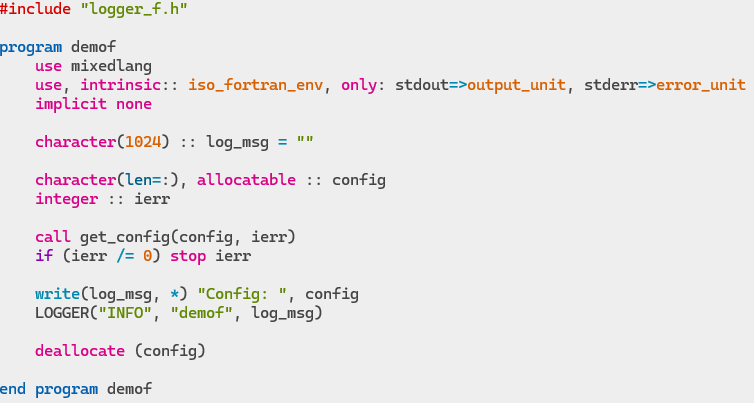 #include "logger_f.h"

program demof
    use mixedlang
    use, intrinsic:: iso_fortran_env, only: stdout=>output_unit, stderr=>error_unit
    implicit none

    character(1024) :: log_msg = ""

    character(len=:), allocatable :: config
    integer :: ierr

    call get_config(config, ierr)
    if (ierr /= 0) stop ierr

    write(log_msg, *) "Config: ", config
    LOGGER("INFO", "demof", log_msg)

    deallocate (config)

end program demof